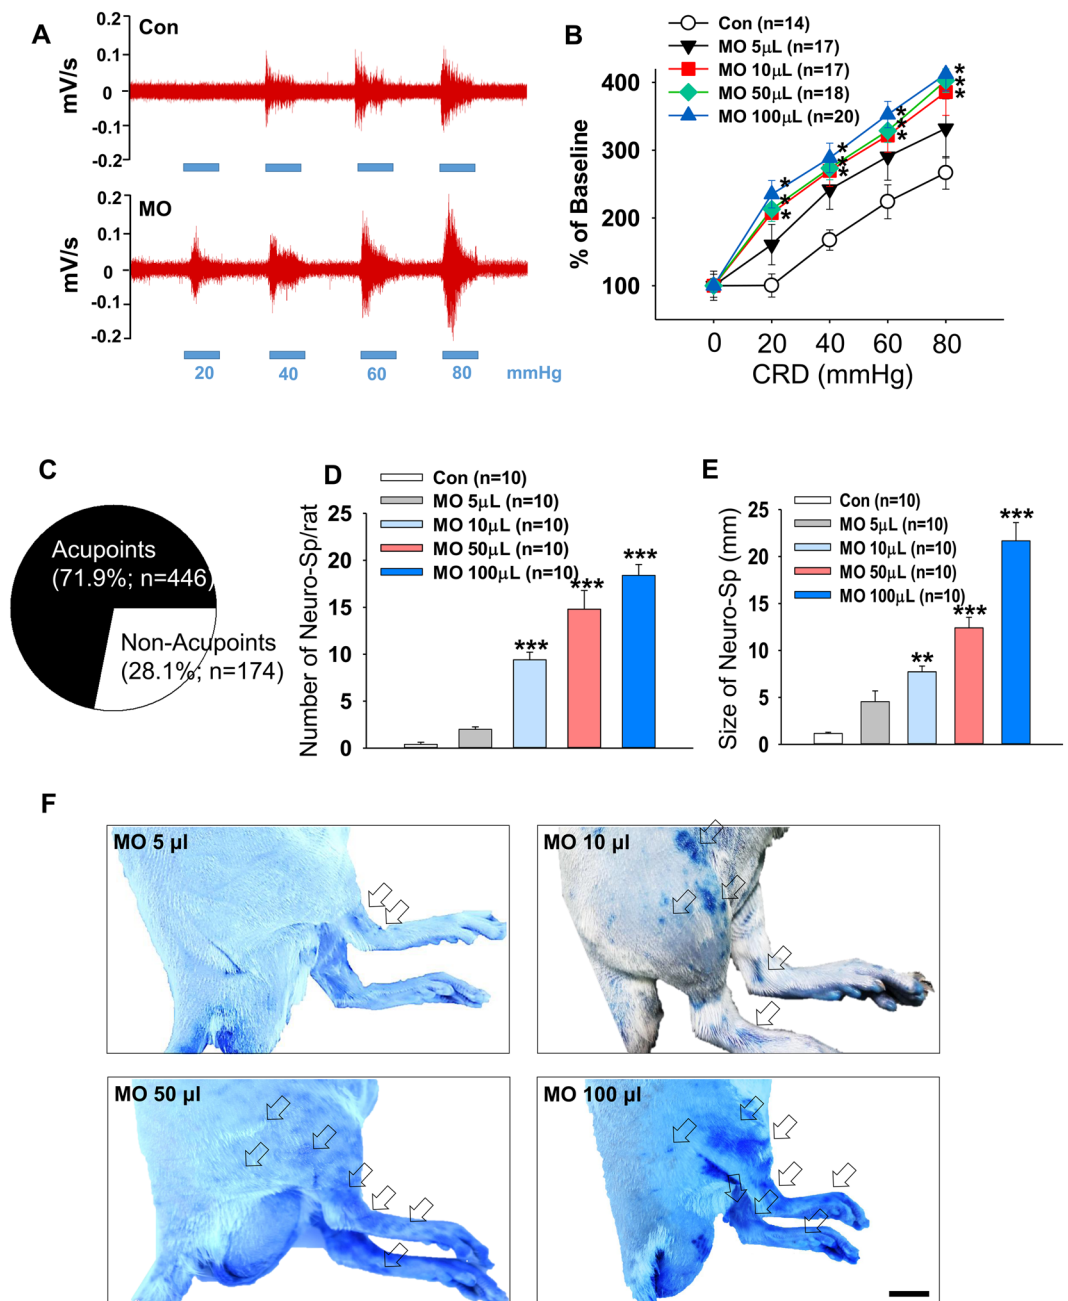 A
Con
mV/s
0.2
0.1
0
-0.1
-0.2
MO
mV/s
0.2
0.1
0
-0.1
-0.2
20 40 60 80 mmHg
B
Con (n=14)
MO 5μL (n=17)
MO 10μL (n=17)
MO 50μL (n=18)
MO 100μL (n=20)
% of Baseline
400
300
200
100
* * *
* * *
* * *
* * *
0 20 40 60 80
CRD (mmHg)
C
Acupoints
(71.9%; n=446)
Non-Acupoints
(28.1%; n=174)
D
Con (n=10)
MO 5μL (n=10)
MO 10μL (n=10)
MO 50μL (n=10)
MO 100μL (n=10)
Number of Neuro-Sp/rat
25
20
15
10
5
0
***
***
***
E
Con (n=10)
MO 5μL (n=10)
MO 10μL (n=10)
MO 50μL (n=10)
MO 100μL (n=10)
Size of Neuro-Sp (mm)
25
20
15
10
5
0
**
***
***
F
MO 5 μl
MO 10 μl
MO 50 μl
MO 100 μl